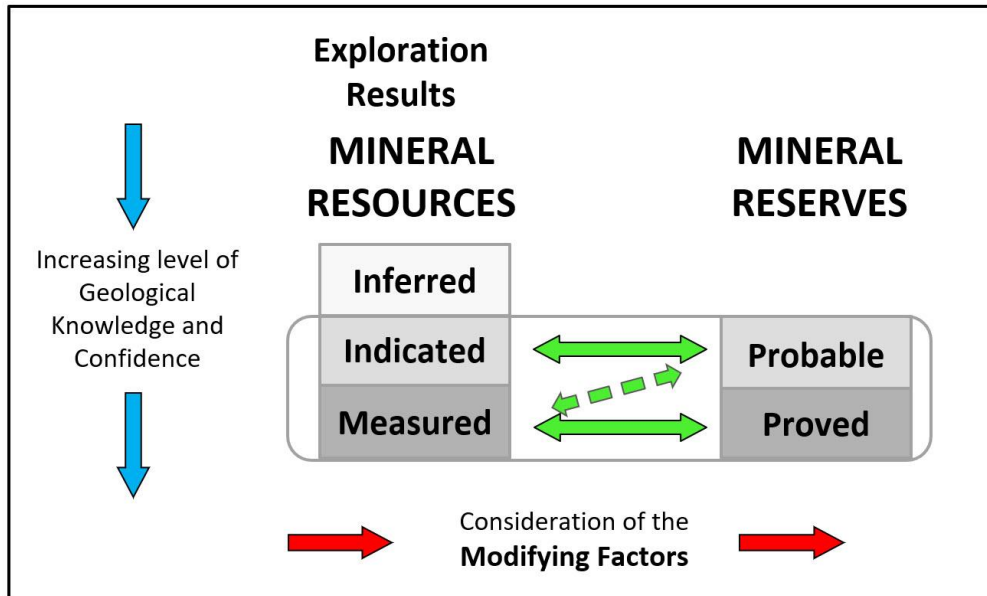 Exploration
Results
MINERAL
RESOURCES
MINERAL
RESERVES
Increasing level of
Geological
Knowledge and
Confidence
Inferred
Indicated
Measured
Probable
Proved
Consideration of the
Modifying Factors